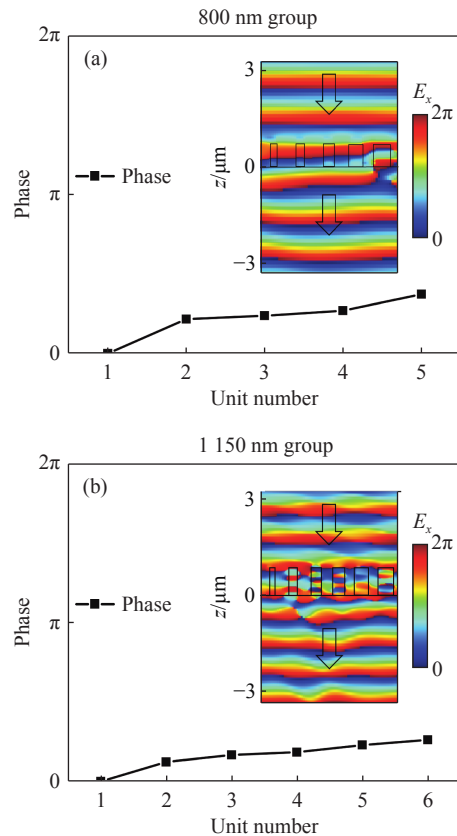 800 nm group
2π
(a)
3
E_x
2π
z/μm
0
Phase
π
Phase
0
−3
0
1 2 3 4 5
Unit number
1 150 nm group
2π
(b)
3
E_x
2π
z/μm
0
Phase
π
Phase
0
−3
0
1 2 3 4 5 6
Unit number